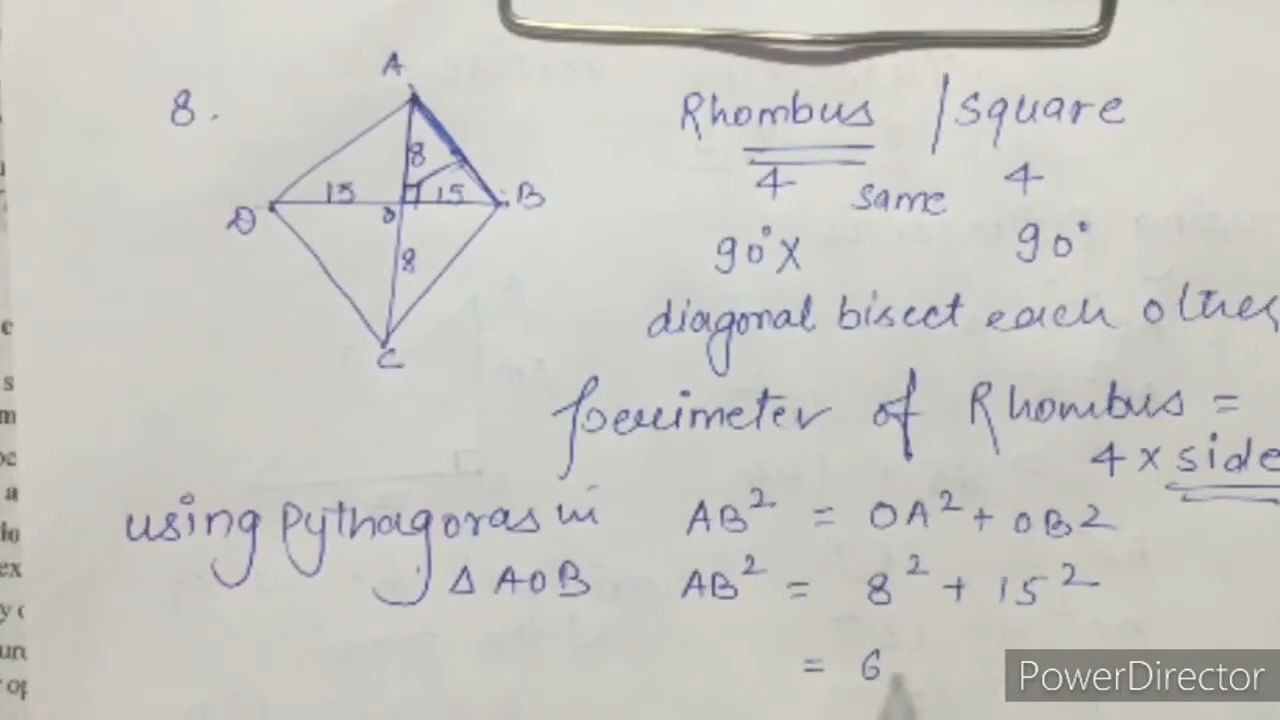 8.
A
8
15
15
D
O
B
8
C
Rhombus / Square
4 same 4
90°X 90°
diagonal bisect each other
perimeter of Rhombus =
4 x side
using Pythagoras in AB² = OA² + OB2
Δ AOB AB² = 8² + 15²
= 6
PowerDirector